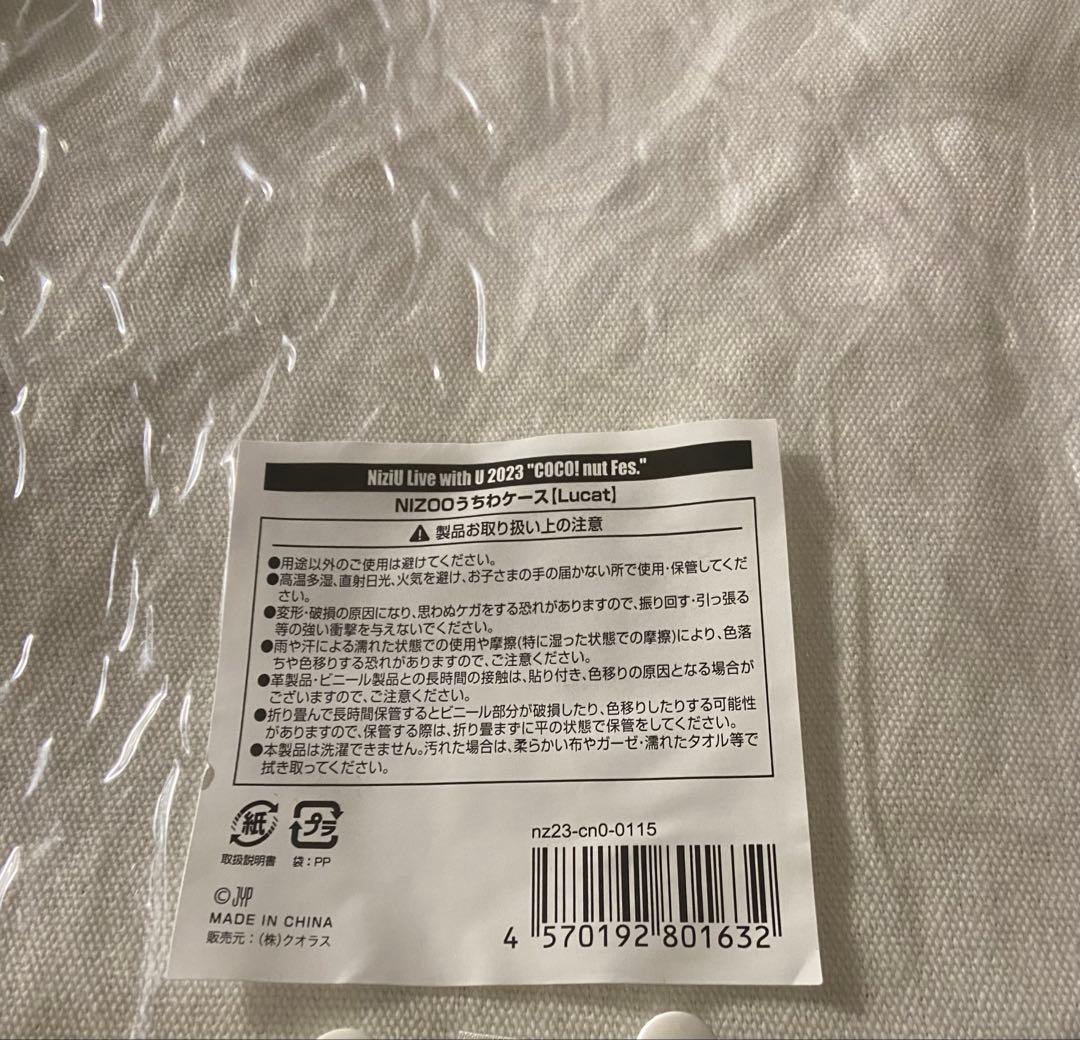 NiziU Live with U 2023 "COCO! nut Fes."
NIZOOうちわケース【Lucat】
製品お取り扱い上の注意
●用途以外のご使用は避けてください。
●高温多湿、直射日光、火気を避け、お子さまの手の届かない所で使用・保管してくだ
さい。
●変形・破損の原因になり、思わぬケガをする恐れがありますので、振り回す・引っ張る
等の強い衝撃を与えないでください。
●雨や汗による濡れた状態での使用や摩擦(特に湿った状態での摩擦)により、色落
ちや色移りする恐れがありますので、ご注意ください。
●革製品・ビニール製品との長時間の接触は、貼り付き、色移りの原因となる場合が
ございますので、ご注意ください。
●折り畳んで長時間保管するとビニール部分が破損したり、色移りしたりする可能性
がありますので、保管する際は、折り畳まずに平の状態で保管をしてください。
●本製品は洗濯できません。汚れた場合は、柔らかい布やガーゼ・濡れたタオル等で
拭き取ってください。
紙 プラ
取扱説明書 袋:PP
nz23-cn0-0115
© JYP
MADE IN CHINA
販売元:(株)クオラス
4 570192 801632